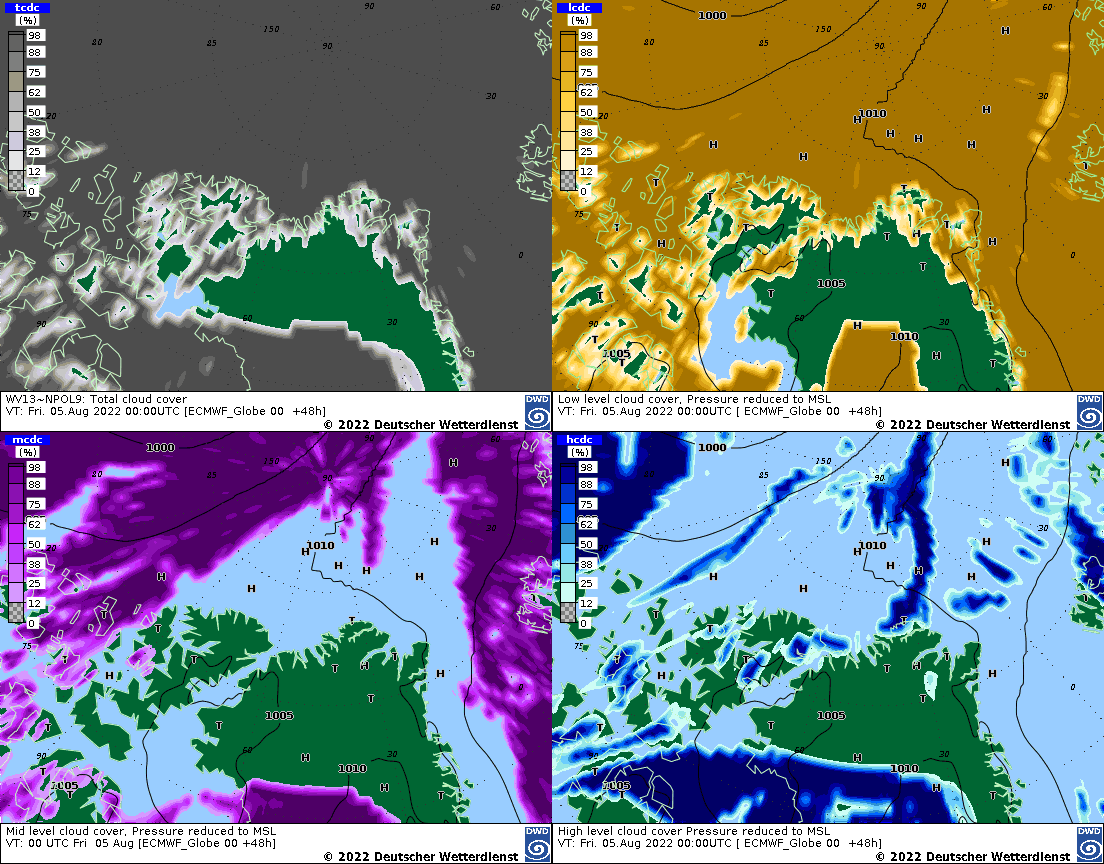 tcdc
(%)
98
88
75
62
50
38
25
12
0
20
85
150
90
90
60
30
20
75
0
90
60
30
WV13~NPOL9: Total cloud cover
VT: Fri. 05.Aug 2022 00:00UTC [ECMWF_Globe 00  +48h]
© 2022 Deutscher Wetterdienst
DWD
lcdc
(%)
98
88
75
62
50
38
25
12
0
1000
20
85
150
90
90
60
30
1010
H
H
H
H
H
H
H
H
T
T
T
T
T
T
T
H
T
H
H
75
0
T
T
1005
T
60
30
H
1010
H
T
90
T
1005
T
Low level cloud cover, Pressure reduced to MSL
VT: Fri. 05.Aug 2022 00:00UTC [ ECMWF_Globe 00  +48h]
© 2022 Deutscher Wetterdienst
DWD
mcdc
(%)
98
88
75
62
50
38
25
12
0
1000
20
85
150
90
90
60
30
20
H
H
1010
H
H
H
H
H
H
T
T
T
T
T
T
T
H
T
H
H
75
0
T
T
1005
T
60
30
H
1010
H
T
90
T
1005
T
Mid level cloud cover, Pressure reduced to MSL
VT: 00 UTC Fri  05 Aug [ECMWF_Globe 00 +48h]
© 2022 Deutscher Wetterdienst
DWD
hcdc
(%)
98
88
75
62
50
38
25
12
0
1000
85
150
90
90
60
30
H
H
1010
H
H
H
H
H
H
T
T
T
T
T
T
T
H
T
H
H
75
0
T
T
1005
60
30
H
1010
H
T
90
T
1005
T
High level cloud cover Pressure reduced to MSL
VT: Fri. 05.Aug 2022 00:00UTC [ ECMWF_Globe 00  +48h]
© 2022 Deutscher Wetterdienst
DWD